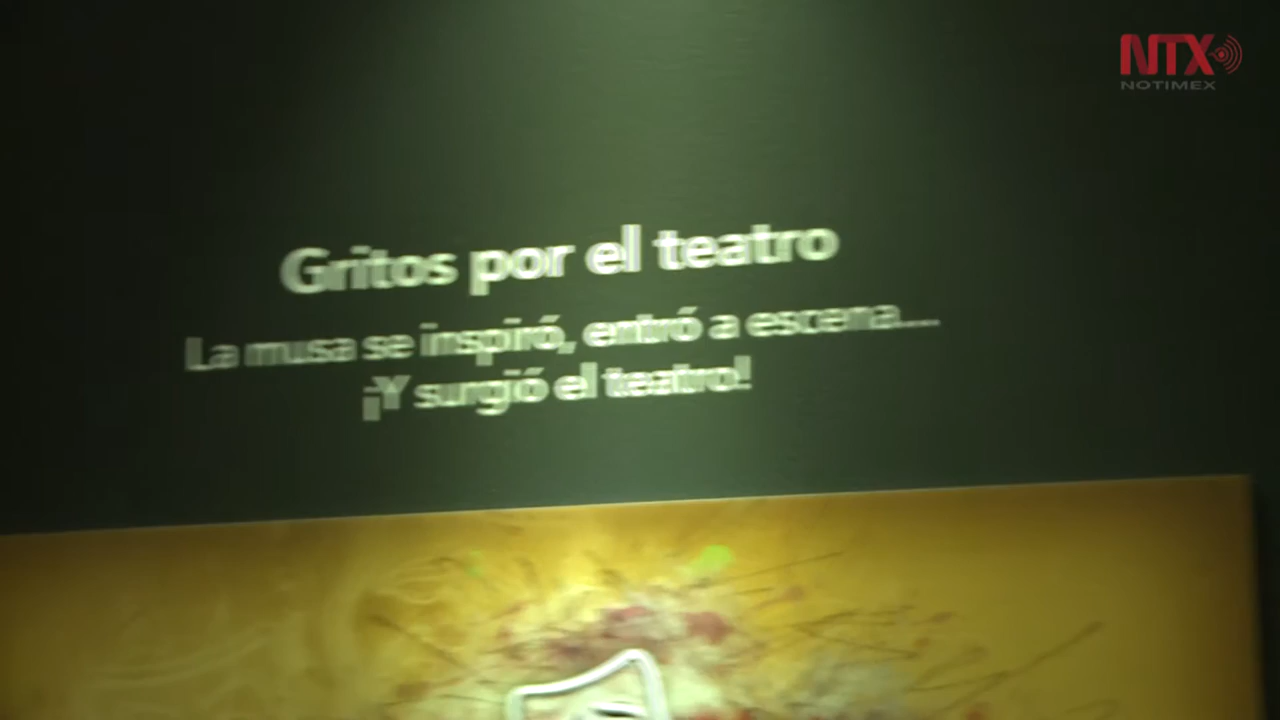 NTX
NOTIMEX
Gritos por el teatro
La musa se inspiró, entró a escena...
¡Y surgió el teatro!